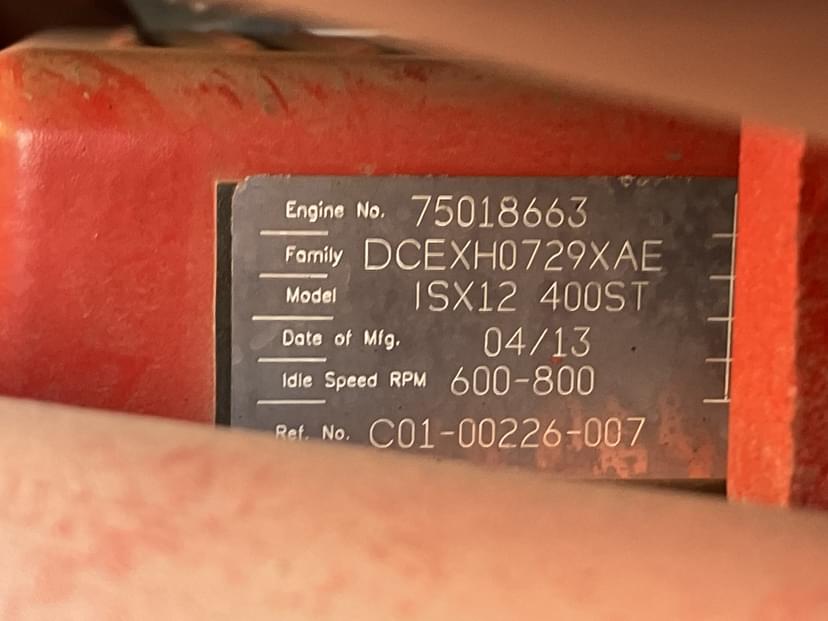 Engine No. 75018663
Family DCEXH0729XAE
Model ISX12 400ST
Date of Mfg. 04/13
Idle Speed RPM 600-800
Ref. No. C01-00226-007